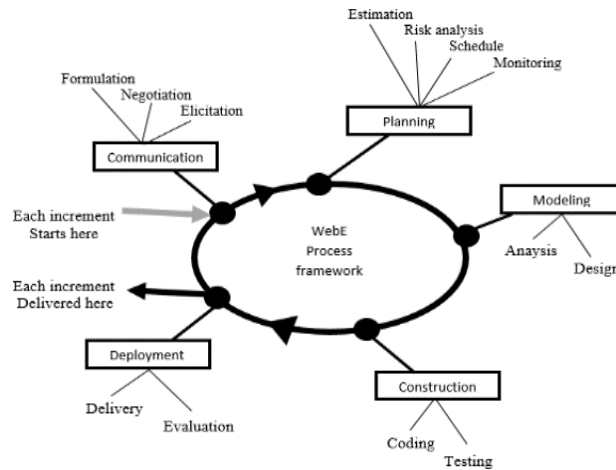 Estimation
Risk analysis
Schedule
Monitoring
Formulation
Negotiation
Elicitation
Planning
Communication
Modeling
Each increment
Starts here
WebE
Process
framework
Anaysis
Design
Each increment
Delivered here
Deployment
Construction
Delivery
Evaluation
Coding
Testing